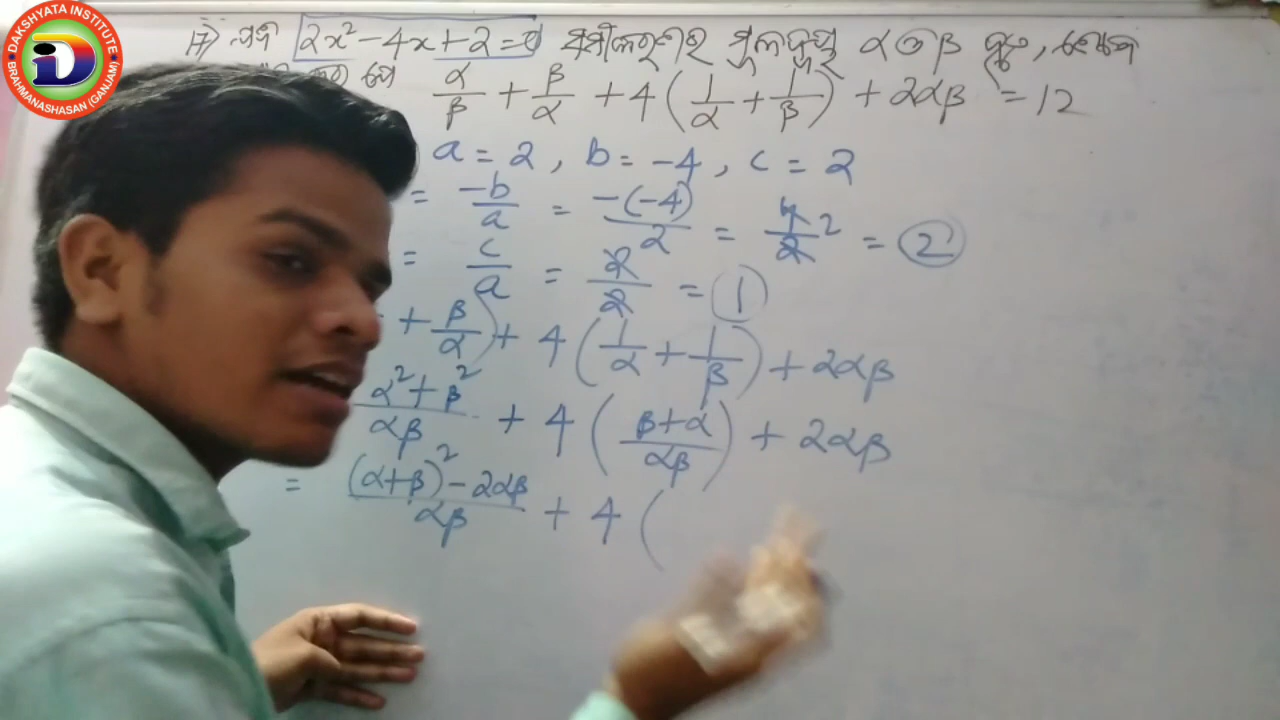 DAKSHYATA INSTITUTE
BRAHMANASHASAN (GANJAM)
17) ଯଦି 2x² - 4x + 2 = 0 ସମୀକରଣର ମୂଳଦ୍ୱୟ α ଓ β ହୁଏ,
α/β + β/α + 4(1/α + 1/β) + 2αβ = 12
a = 2, b = -4, c = 2
= -b/a = -(-4)/2 = 4/2 2 = 2
= c/a = 2/2 = 1
+ β/α) + 4(1/α + 1/β) + 2αβ
α² + β²/αβ + 4(β+α/αβ) + 2αβ
= (α+β)² - 2αβ/αβ + 4(